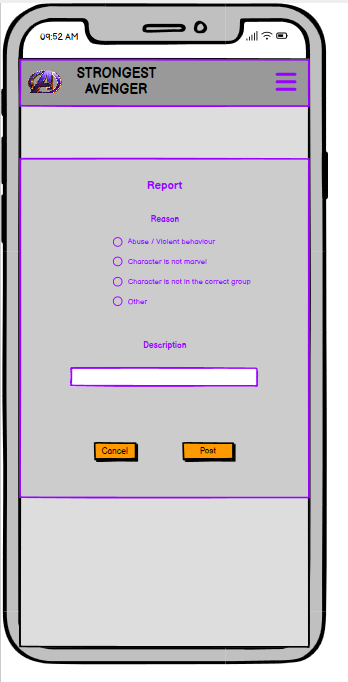 09:52 AM
STRONGEST
AVENGER
Report
Reason
Abuse / Violent behaviour
Character is not marvel
Character is not in the correct group
Other
Description
Cancel
Post